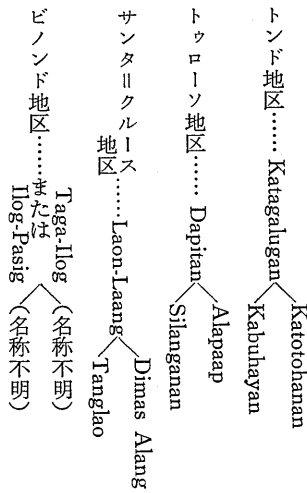 トンド地区……Katagalugan
Katotohanan
Kabuhayan
トゥローソ地区……Dapitan
Alapaap
Silanganan
サンタ=クルース地区……Laon-Laang
Dimas Alang
Tanglao
ビノンド地区……Taga-Ilog
または
Ilog-Pasig
(名称不明)
(名称不明)